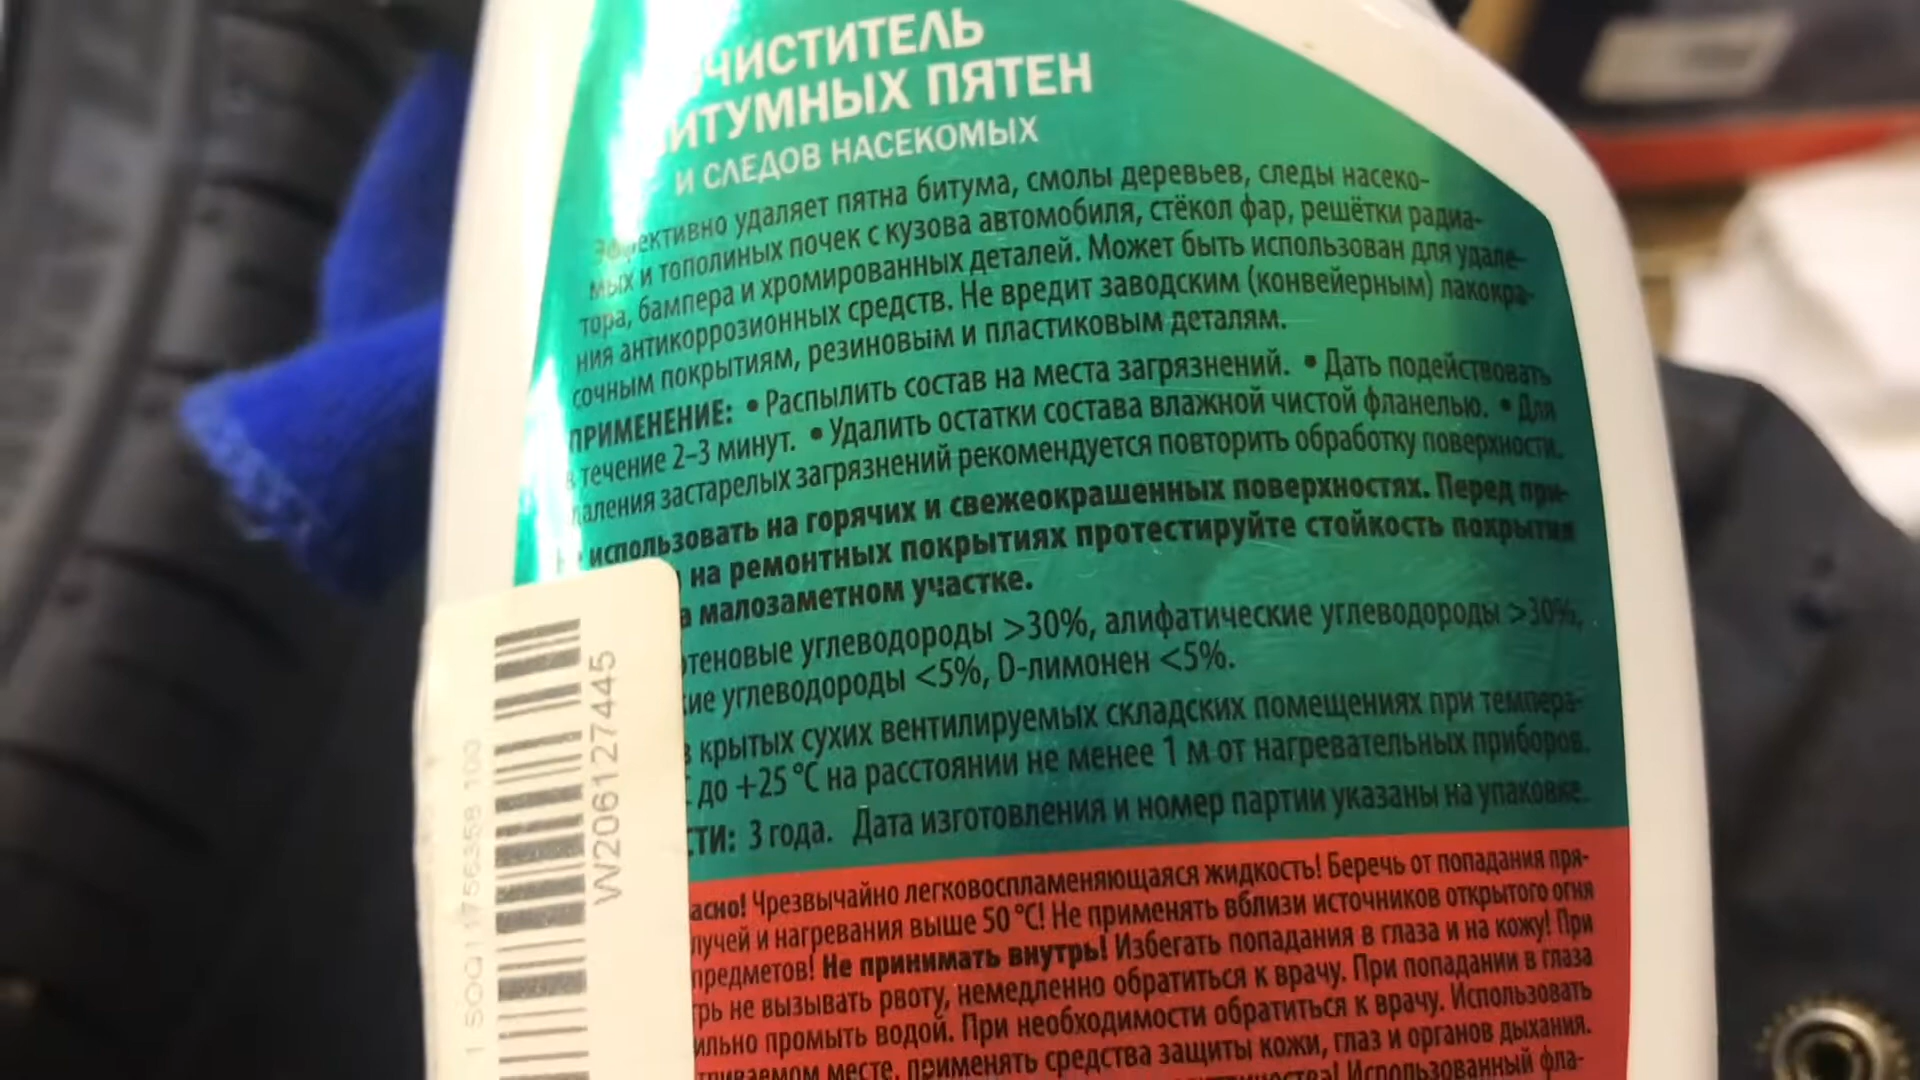 ЧИСТИТЕЛЬ
ИТУМНЫХ ПЯТЕН
И СЛЕДОВ НАСЕКОМЫХ
Эффективно удаляет пятна битума, смолы деревьев, следы насеко-
мых и тополиных почек с кузова автомобиля, стёкол фар, решётки радиа-
тора, бампера и хромированных деталей. Может быть использован для удале-
ния антикоррозионных средств. Не вредит заводским (конвейерным) лакокра-
сочным покрытиям, резиновым и пластиковым деталям.
ПРИМЕНЕНИЕ: • Распылить состав на места загрязнений. • Дать подействовать
в течение 2–3 минут. • Удалить остатки состава влажной чистой фланелью. • Для
даления застарелых загрязнений рекомендуется повторить обработку поверхности.
использовать на горячих и свежеокрашенных поверхностях. Перед при-
на ремонтных покрытиях протестируйте стойкость покрытия
а малозаметном участке.
теновые углеводороды >30%, алифатические углеводороды >30%,
ие углеводороды <5%, D-лимонен <5%.
в крытых сухих вентилируемых складских помещениях при темпера-
до +25 °C на расстоянии не менее 1 м от нагревательных приборов.
СТИ: 3 года. Дата изготовления и номер партии указаны на упаковке.
асно! Чрезвычайно легковоспламеняющаяся жидкость! Беречь от попадания пря-
лучей и нагревания выше 50 °C! Не применять вблизи источников открытого огня
предметов! Не принимать внутрь! Избегать попадания в глаза и на кожу! При
рь не вызывать рвоту, немедленно обратиться к врачу. При попадании в глаза
ильно промыть водой. При необходимости обратиться к врачу. Использовать
триваемом месте, применять средства защиты кожи, глаз и органов дыхания.
Использованный фла-
W206127445